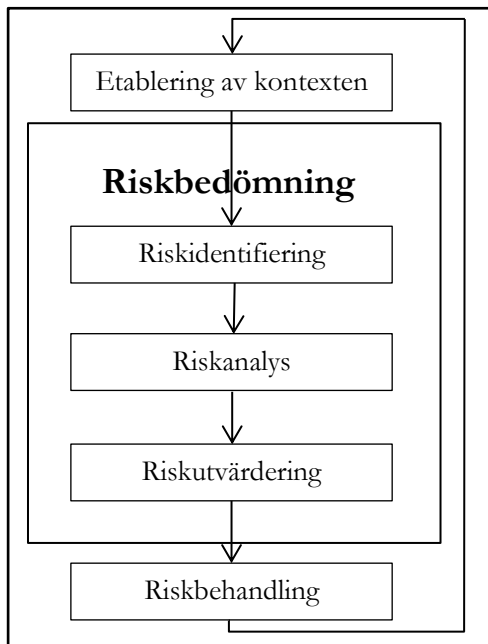 Etablering av kontexten
Riskbedömning
Riskidentifiering
Riskanalys
Riskutvärdering
Riskbehandling